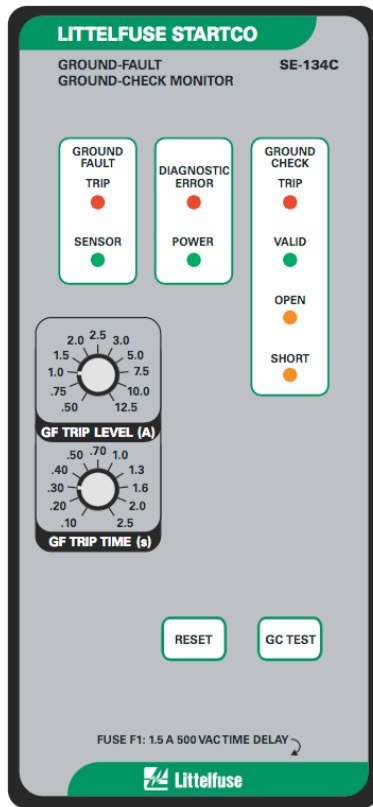 LITTELFUSE STARTCO
GROUND-FAULT SE-134C
GROUND-CHECK MONITOR
GROUND
FAULT
TRIP
SENSOR
DIAGNOSTIC
ERROR
POWER
GROUND
CHECK
TRIP
VALID
OPEN
SHORT
2.0 2.5 3.0
1.5 5.0
1.0 7.5
.75 10.0
.50 12.5
GF TRIP LEVEL (A)
.50 .70 1.0
.40 1.3
.30 1.6
.20 2.0
.10 2.5
GF TRIP TIME (s)
RESET
GC TEST
FUSE F1: 1.5 A 500 VAC TIME DELAY
Littelfuse